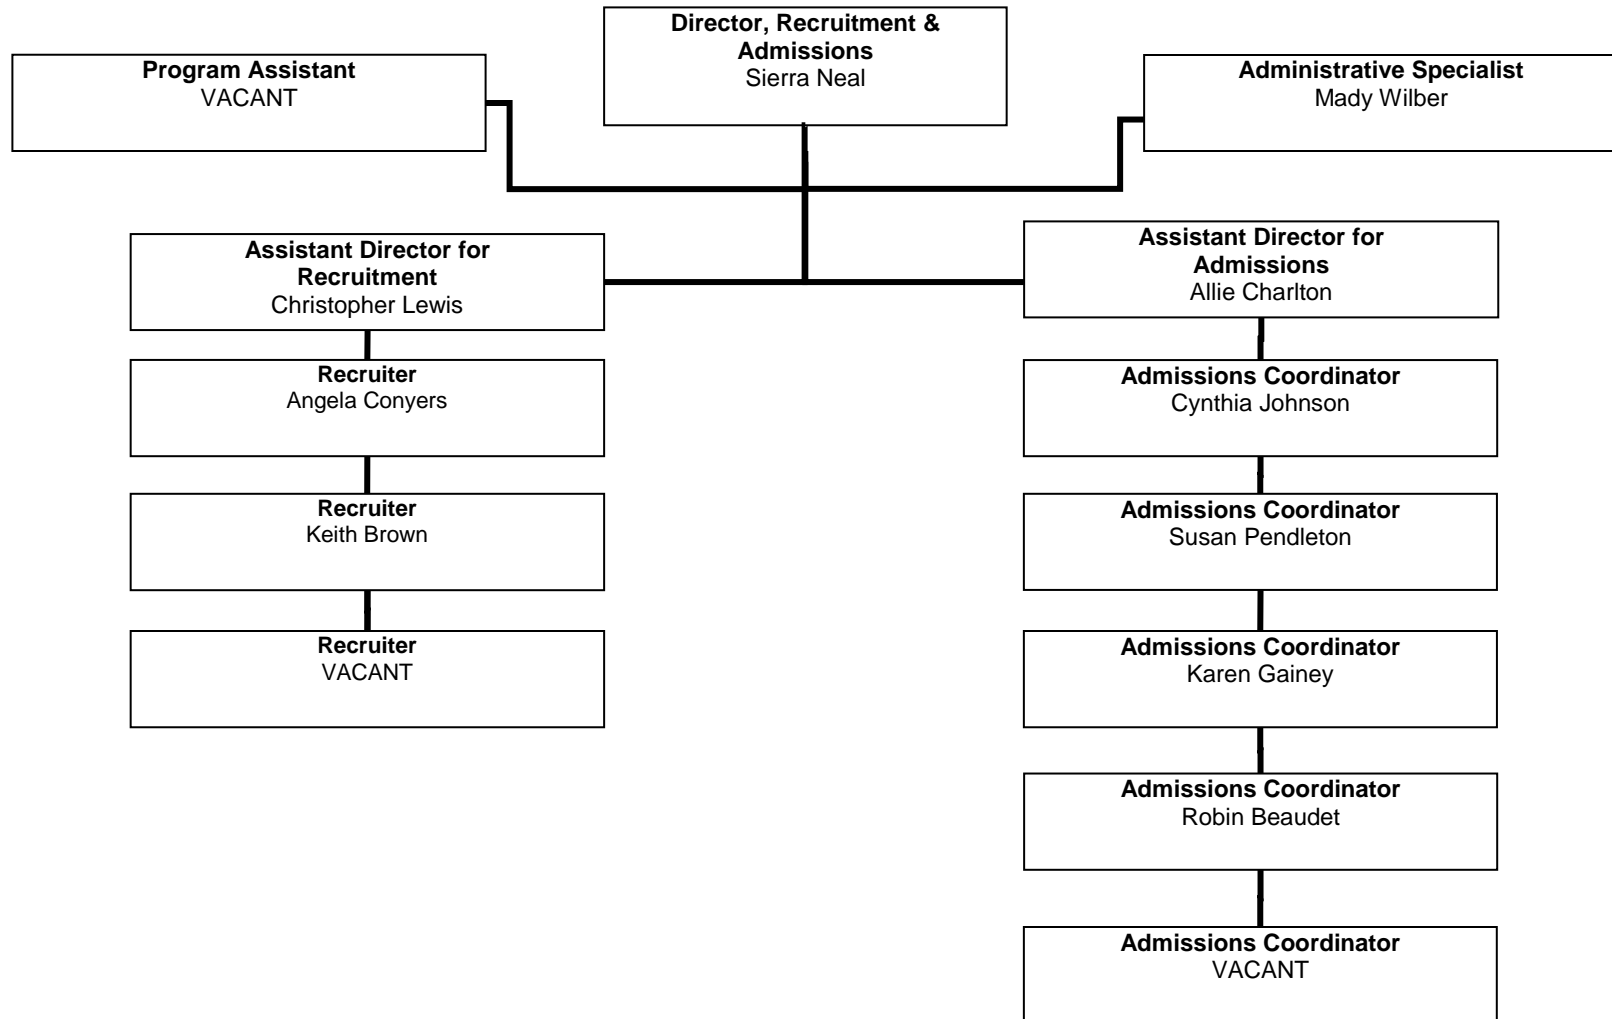 Director, Recruitment &
Admissions
Sierra Neal
Program Assistant
VACANT
Administrative Specialist
Mady Wilber
Assistant Director for
Recruitment
Christopher Lewis
Assistant Director for
Admissions
Allie Charlton
Recruiter
Angela Conyers
Admissions Coordinator
Cynthia Johnson
Recruiter
Keith Brown
Admissions Coordinator
Susan Pendleton
Recruiter
VACANT
Admissions Coordinator
Karen Gainey
Admissions Coordinator
Robin Beaudet
Admissions Coordinator
VACANT